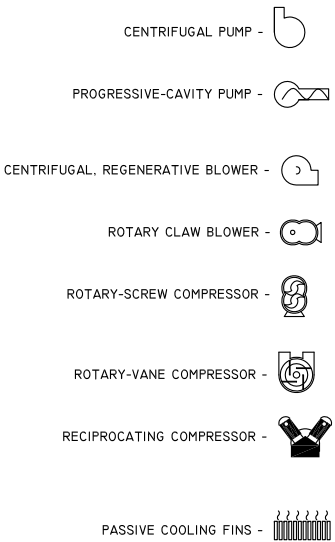 CENTRIFUGAL PUMP -
PROGRESSIVE-CAVITY PUMP -
CENTRIFUGAL, REGENERATIVE BLOWER -
ROTARY CLAW BLOWER -
ROTARY-SCREW COMPRESSOR -
ROTARY-VANE COMPRESSOR -
RECIPROCATING COMPRESSOR -
PASSIVE COOLING FINS -